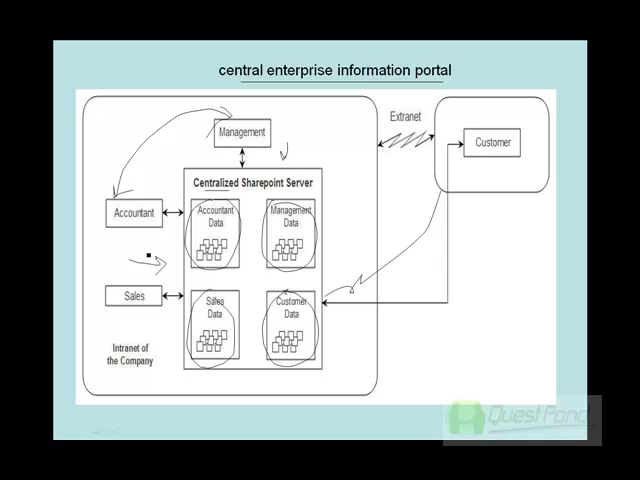 central enterprise information portal
Extranet
Management
Customer
Centralized Sharepoint Server
Accountant
Accountant
Data
Management
Data
Sales
Sales
Data
Customer
Data
Intranet of
the Company
QuestPond